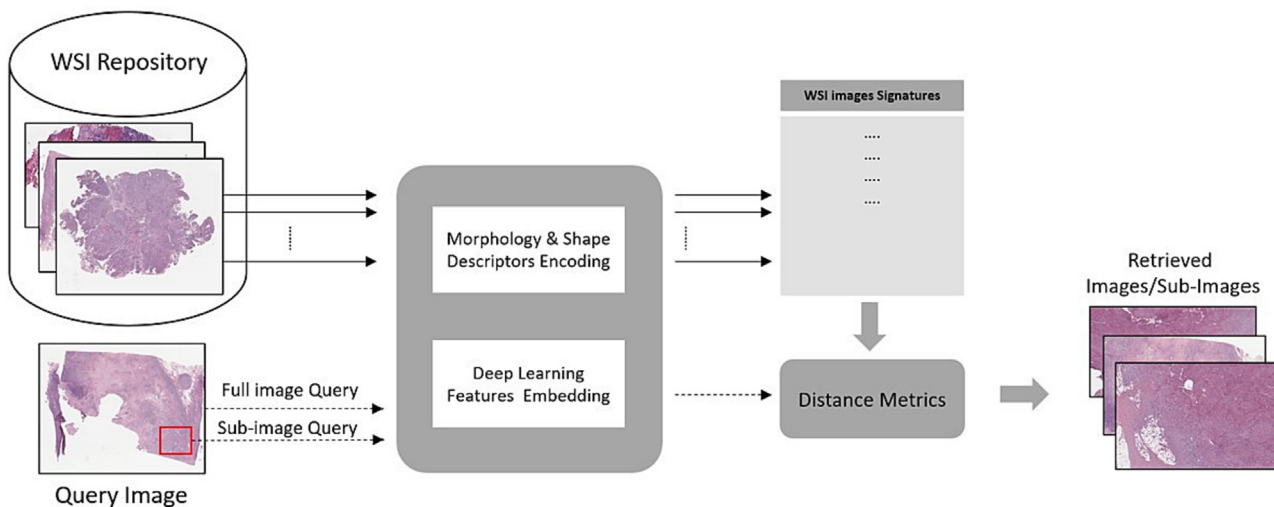 WSI Repository
WSI images Signatures
....
....
....
....
Morphology & Shape
Descriptors Encoding
Retrieved
Images/Sub-Images
Deep Learning
Features Embedding
Full image Query
Sub-image Query
Distance Metrics
Query Image